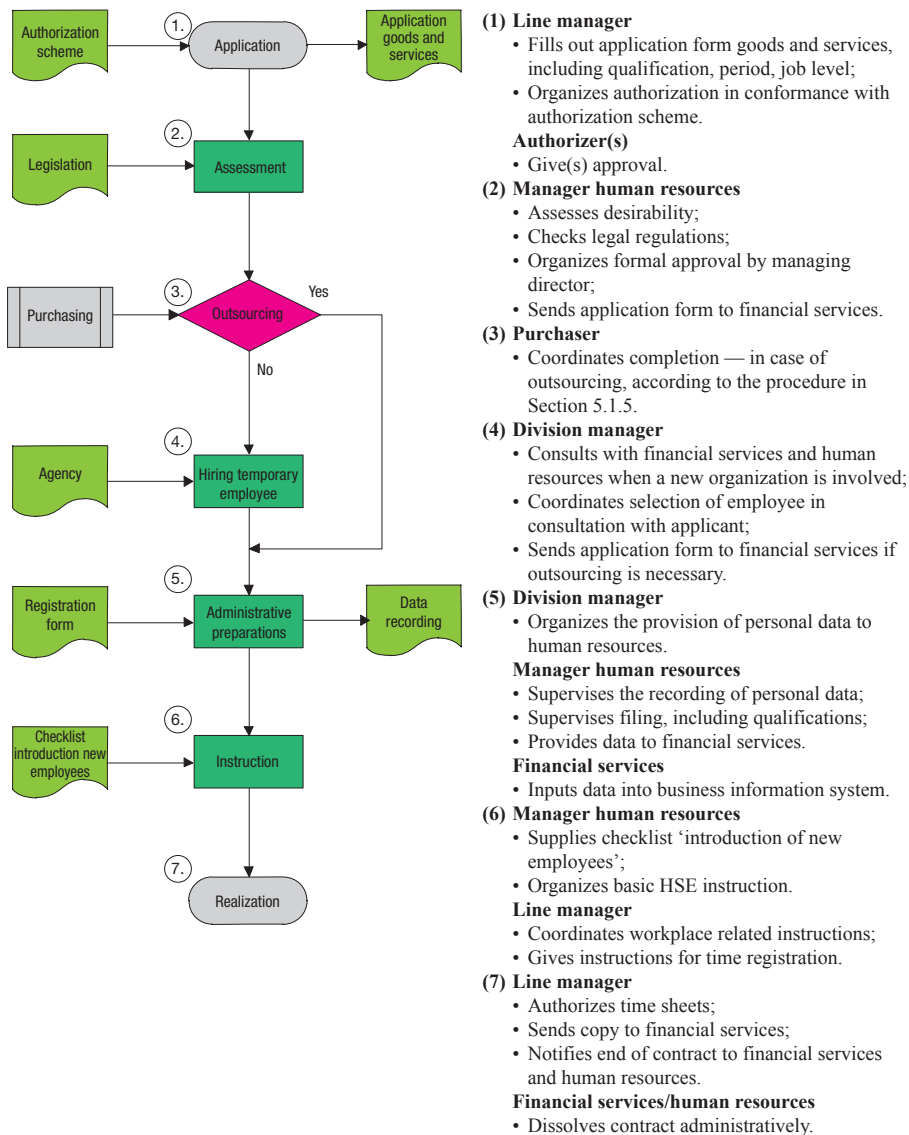 Authorization
scheme
1.
Application
Application
goods and
services
2.
Legislation
Assessment
Purchasing
3.
Outsourcing
Yes
No
4.
Agency
Hiring temporary
employee
5.
Registration
form
Administrative
preparations
Data
recording
6.
Checklist
introduction new
employees
Instruction
7.
Realization
(1) Line manager
• Fills out application form goods and services,
including qualification, period, job level;
• Organizes authorization in conformance with
authorization scheme.
Authorizer(s)
• Give(s) approval.
(2) Manager human resources
• Assesses desirability;
• Checks legal regulations;
• Organizes formal approval by managing
director;
• Sends application form to financial services.
(3) Purchaser
• Coordinates completion — in case of
outsourcing, according to the procedure in
Section 5.1.5.
(4) Division manager
• Consults with financial services and human
resources when a new organization is involved;
• Coordinates selection of employee in
consultation with applicant;
• Sends application form to financial services if
outsourcing is necessary.
(5) Division manager
• Organizes the provision of personal data to
human resources.
Manager human resources
• Supervises the recording of personal data;
• Supervises filing, including qualifications;
• Provides data to financial services.
Financial services
• Inputs data into business information system.
(6) Manager human resources
• Supplies checklist ‘introduction of new
employees’;
• Organizes basic HSE instruction.
Line manager
• Coordinates workplace related instructions;
• Gives instructions for time registration.
(7) Line manager
• Authorizes time sheets;
• Sends copy to financial services;
• Notifies end of contract to financial services
and human resources.
Financial services/human resources
• Dissolves contract administratively.